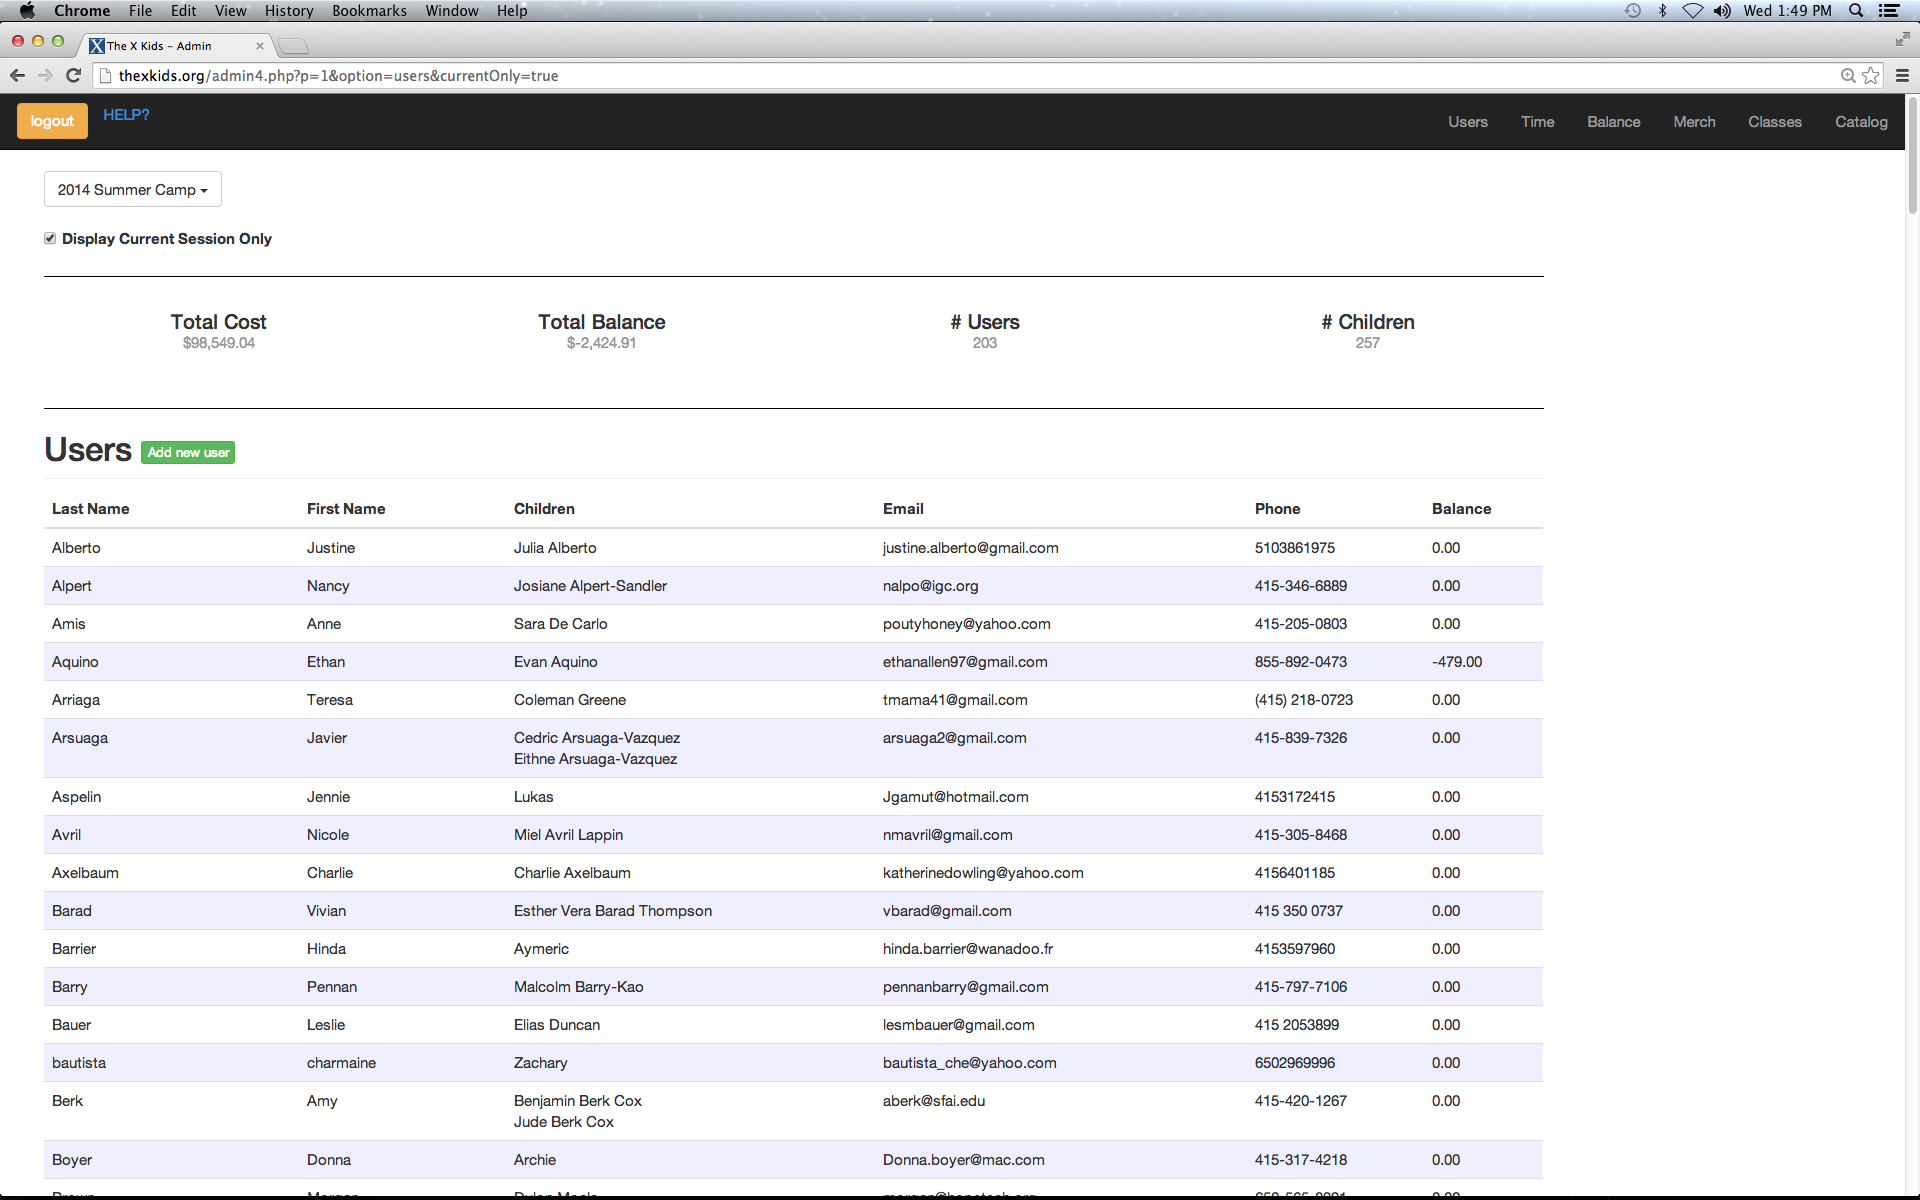 Chrome File Edit View History Bookmarks Window Help Wed 1:49 PM
The X Kids – Admin
thexkids.org/admin4.php?p=1&option=users&currentOnly=true
logout HELP? Users Time Balance Merch Classes Catalog
2014 Summer Camp
Display Current Session Only
Total Cost Total Balance # Users # Children
$98,549.04 $-2,424.91 203 257
Users Add new user
Last Name First Name Children Email Phone Balance
Alberto Justine Julia Alberto justine.alberto@gmail.com 5103861975 0.00
Alpert Nancy Josiane Alpert-Sandler nalpo@igc.org 415-346-6889 0.00
Amis Anne Sara De Carlo poutyhoney@yahoo.com 415-205-0803 0.00
Aquino Ethan Evan Aquino ethanallen97@gmail.com 855-892-0473 -479.00
Arriaga Teresa Coleman Greene tmama41@gmail.com (415) 218-0723 0.00
Arsuaga Javier Cedric Arsuaga-Vazquez arsuaga2@gmail.com 415-839-7326 0.00
Eithne Arsuaga-Vazquez
Aspelin Jennie Lukas Jgamut@hotmail.com 4153172415 0.00
Avril Nicole Miel Avril Lappin nmavril@gmail.com 415-305-8468 0.00
Axelbaum Charlie Charlie Axelbaum katherinedowling@yahoo.com 4156401185 0.00
Barad Vivian Esther Vera Barad Thompson vbarad@gmail.com 415 350 0737 0.00
Barrier Hinda Aymeric hinda.barrier@wanadoo.fr 4153597960 0.00
Barry Pennan Malcolm Barry-Kao pennanbarry@gmail.com 415-797-7106 0.00
Bauer Leslie Elias Duncan lesmbauer@gmail.com 415 2053899 0.00
bautista charmaine Zachary bautista_che@yahoo.com 6502969996 0.00
Berk Amy Benjamin Berk Cox aberk@sfai.edu 415-420-1267 0.00
Jude Berk Cox
Boyer Donna Archie Donna.boyer@mac.com 415-317-4218 0.00